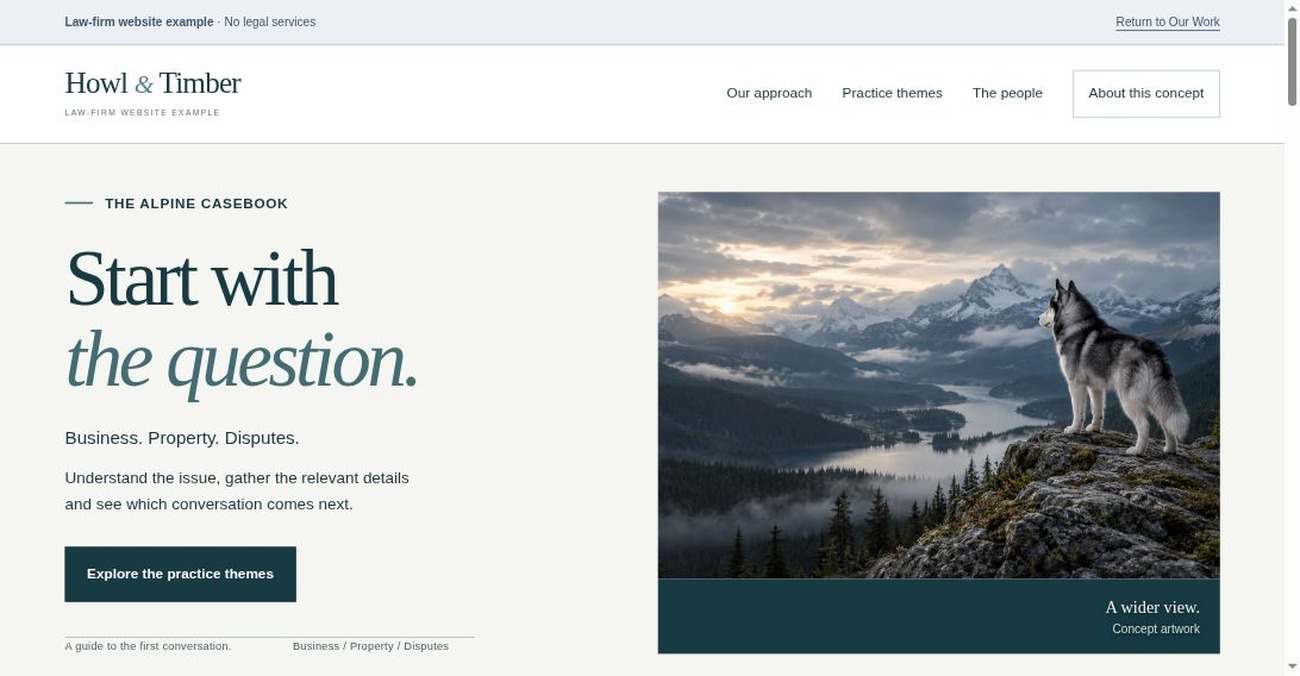 Law-firm website example · No legal services
Return to Our Work
Howl & Timber
LAW-FIRM WEBSITE EXAMPLE
Our approach
Practice themes
The people
About this concept
THE ALPINE CASEBOOK
Start with
the question.
Business. Property. Disputes.
Understand the issue, gather the relevant details
and see which conversation comes next.
Explore the practice themes
A guide to the first conversation.
Business / Property / Disputes
A wider view.
Concept artwork